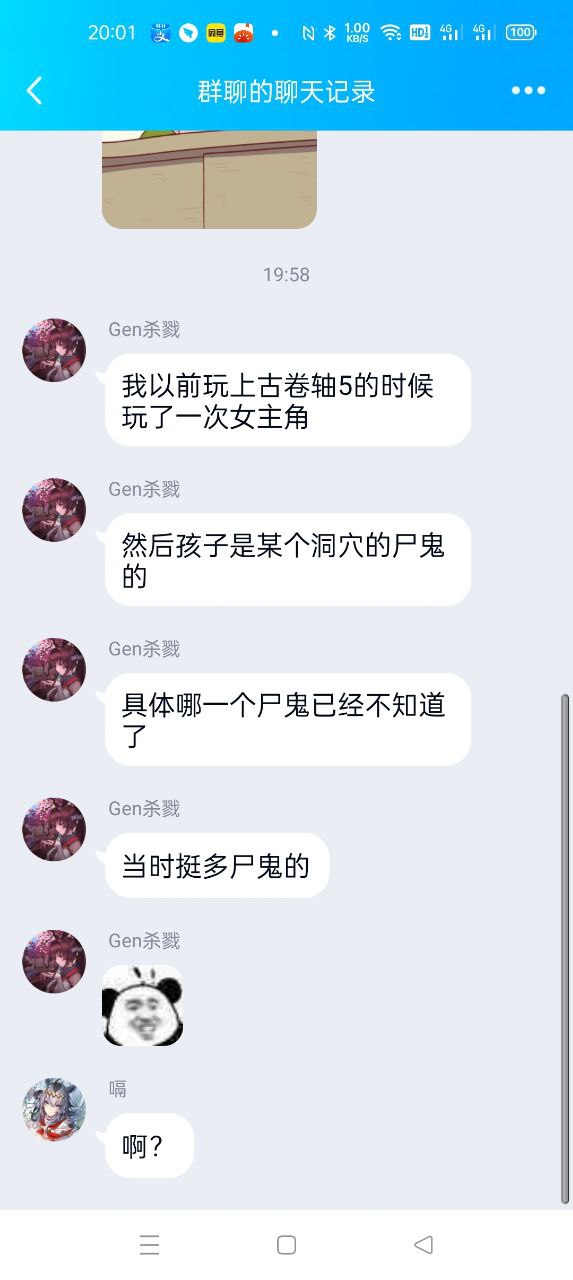 20:01
1.00
KB/S
HD
4G
4G
100
群聊的聊天记录
19:58
Gen杀戮
我以前玩上古卷轴5的时候
玩了一次女主角
Gen杀戮
然后孩子是某个洞穴的尸鬼
的
Gen杀戮
具体哪一个尸鬼已经不知道
了
Gen杀戮
当时挺多尸鬼的
Gen杀戮
嗝
啊？